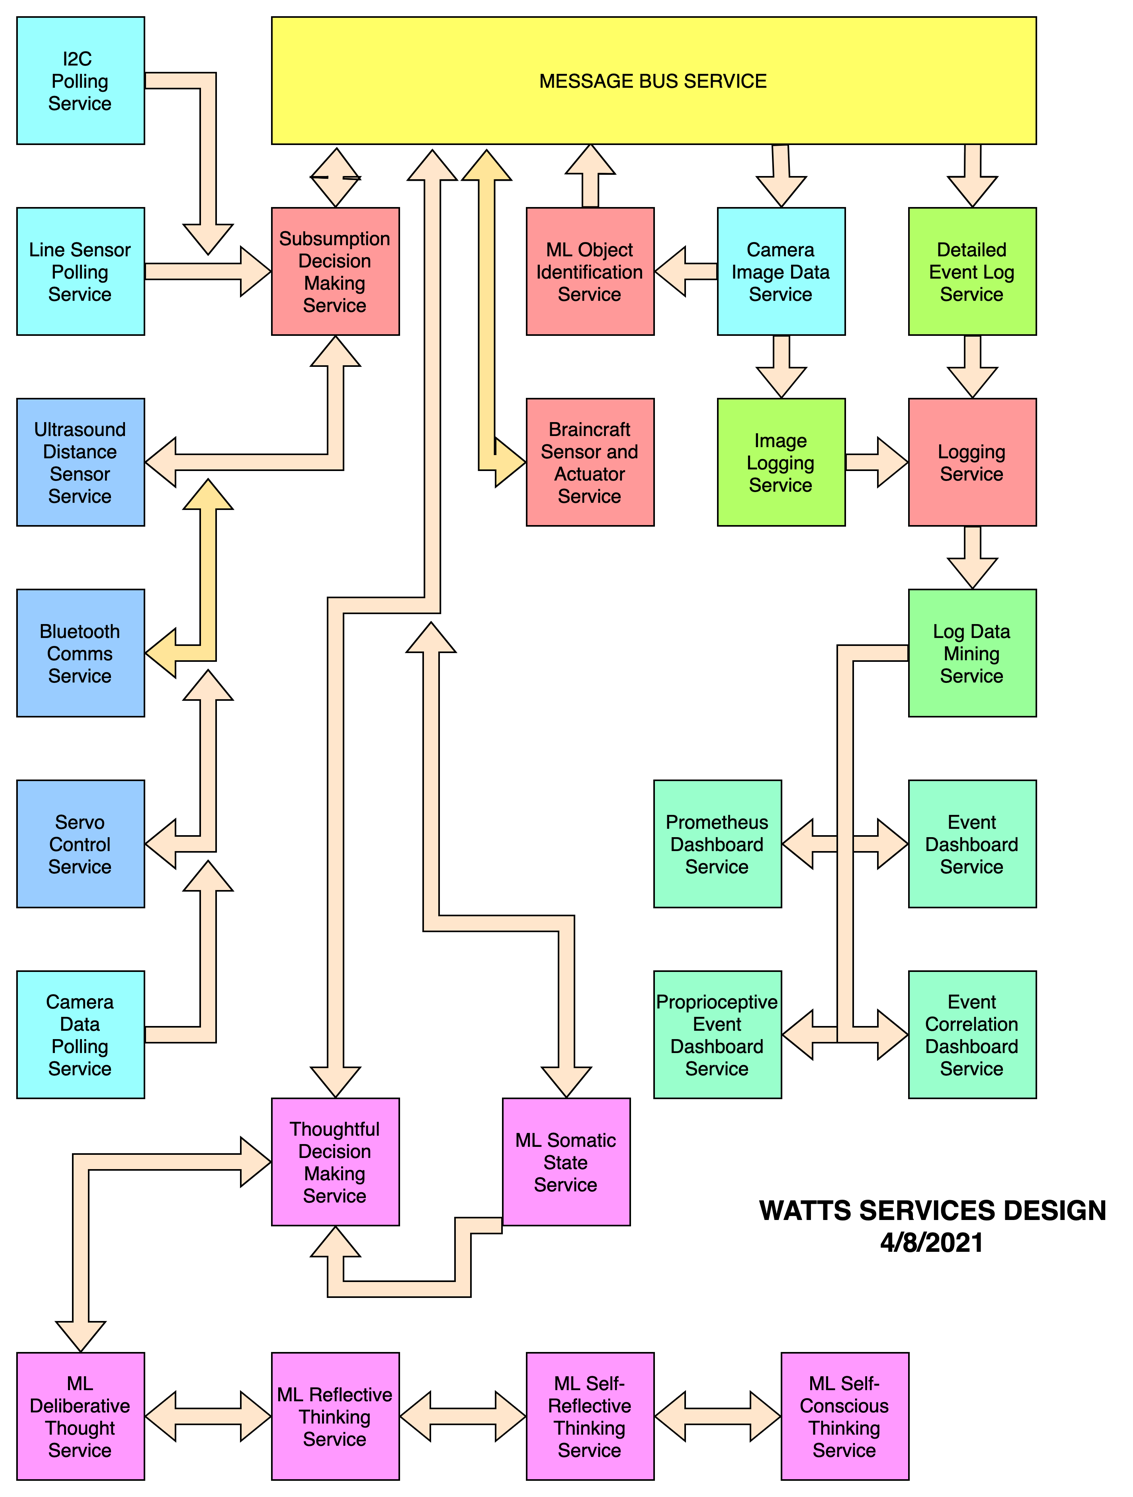 I2C
Polling
Service
MESSAGE BUS SERVICE
Line Sensor
Polling
Service
Subsumption
Decision
Making
Service
ML Object
Identification
Service
Camera
Image Data
Service
Detailed
Event Log
Service
Ultrasound
Distance
Sensor
Service
Braincraft
Sensor and
Actuator
Service
Image
Logging
Service
Logging
Service
Bluetooth
Comms
Service
Log Data
Mining
Service
Servo
Control
Service
Prometheus
Dashboard
Service
Event
Dashboard
Service
Camera
Data
Polling
Service
Proprioceptive
Event
Dashboard
Service
Event
Correlation
Dashboard
Service
Thoughtful
Decision
Making
Service
ML Somatic
State
Service
WATTS SERVICES DESIGN
4/8/2021
ML
Deliberative
Thought
Service
ML Reflective
Thinking
Service
ML Self-
Reflective
Thinking
Service
ML Self-
Conscious
Thinking
Service